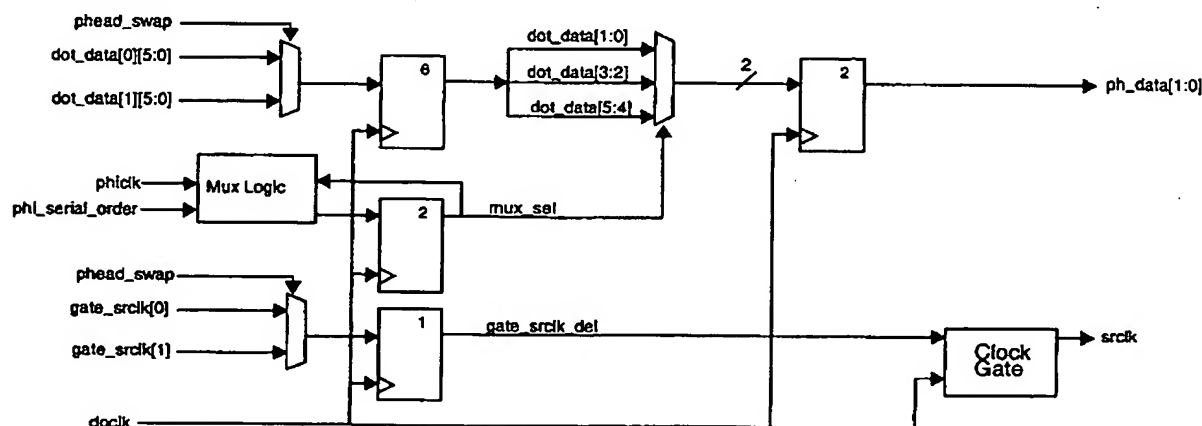 phead_swap
dot_data[0][5:0]
dot_data[1][5:0]
6
dot_data[1:0]
dot_data[3:2]
dot_data[5:4]
2
2
ph_data[1:0]
phiclk
phi_serial_order
Mux Logic
2
mux_sel
phead_swap
gate_srclk[0]
gate_srclk[1]
1
gate_srclk_del
Clock
Gate
srclk
doclk